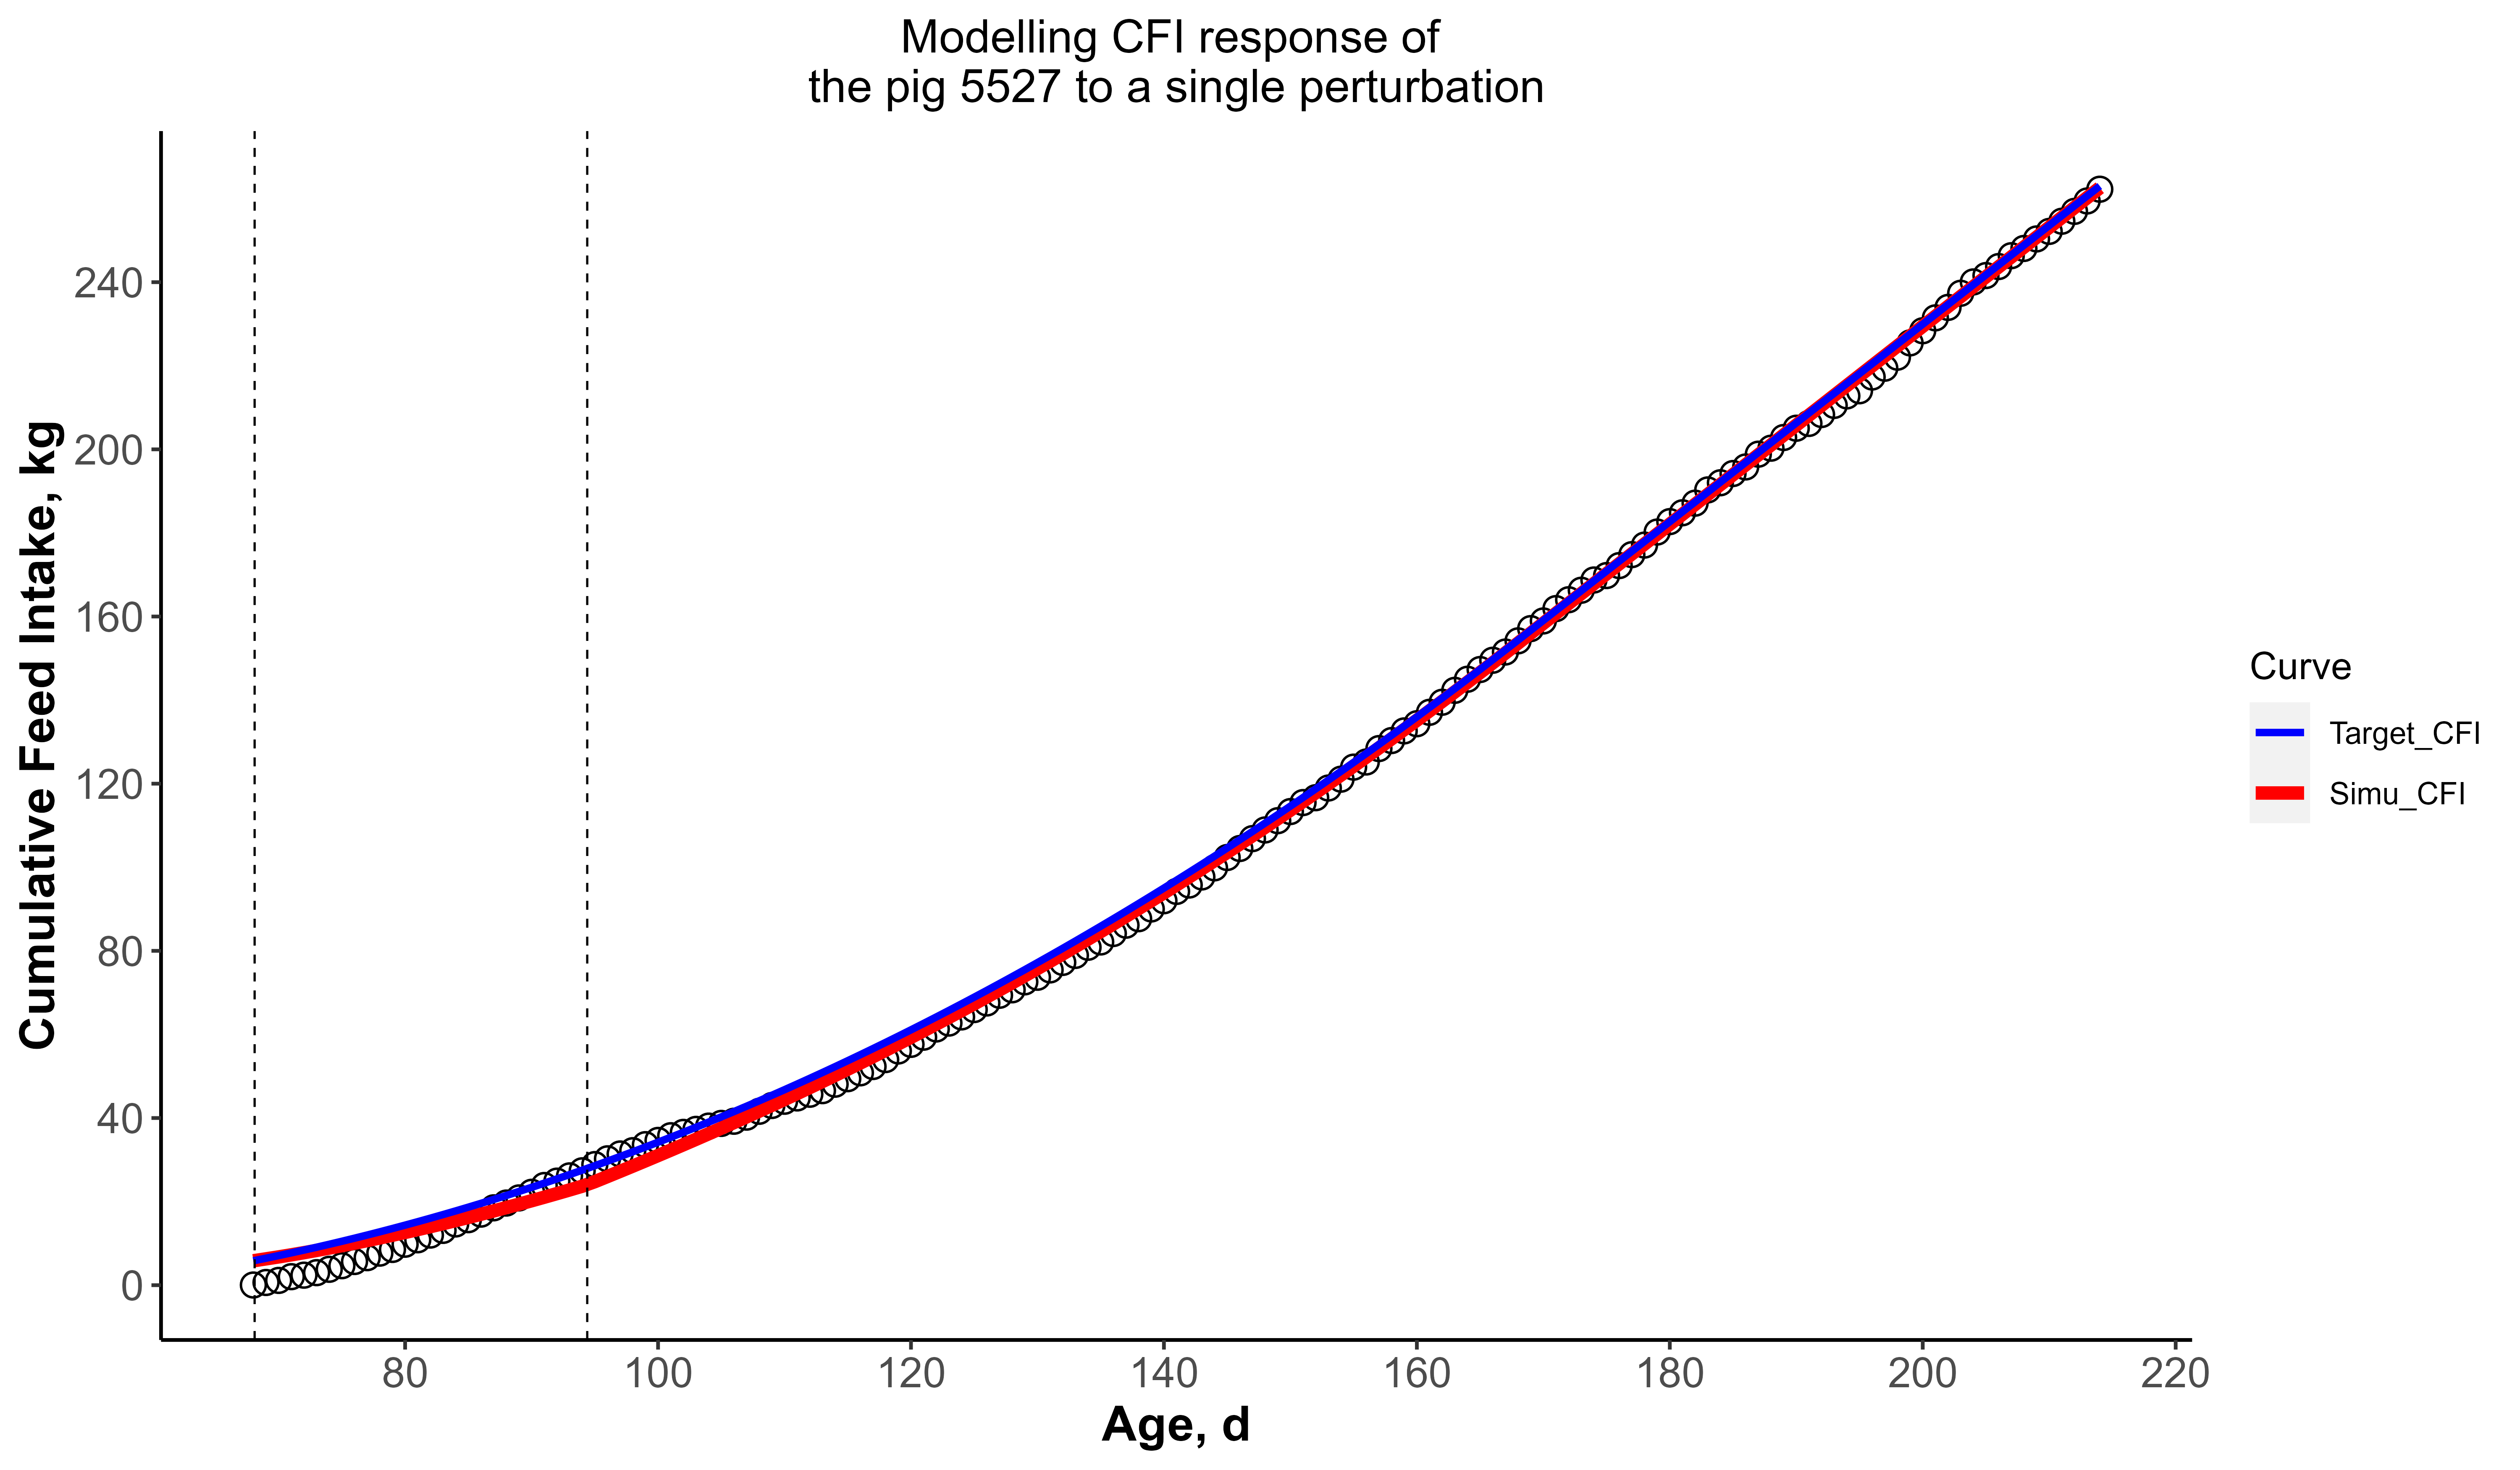 Modelling CFI response of
the pig 5527 to a single perturbation
Cumulative Feed Intake, kg
240
200
160
120
80
40
0
80 100 120 140 160 180 200 220
Age, d
Curve
Target_CFI
Simu_CFI